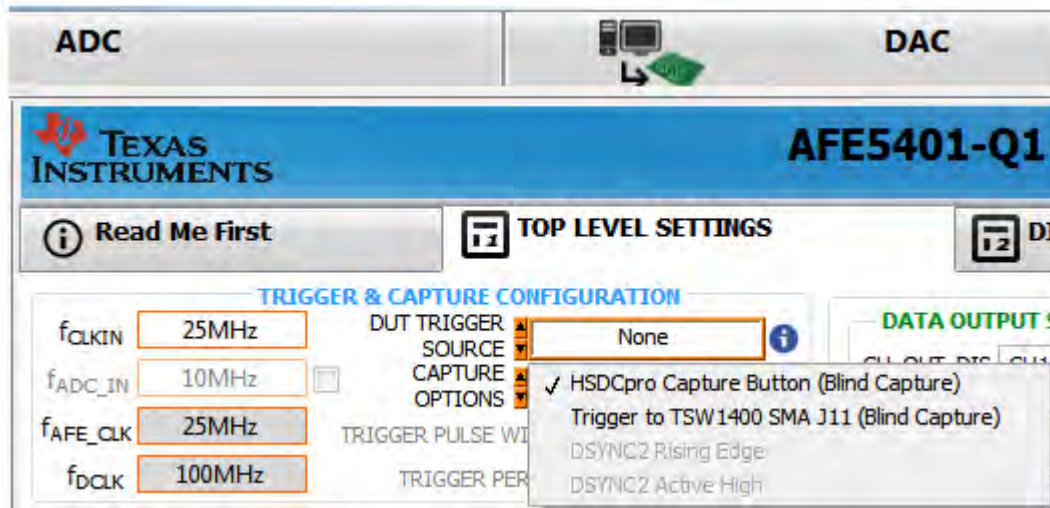 ADC
DAC
TEXAS
INSTRUMENTS
AFE5401-Q1
Read Me First
TOP LEVEL SETTINGS
TRIGGER & CAPTURE CONFIGURATION
fCLKIN 25MHz
DUT TRIGGER
SOURCE
None
DATA OUTPUT
fADC_IN 10MHz
CAPTURE
OPTIONS
HSDCpro Capture Button (Blind Capture)
Trigger to TSW1400 SMA J11 (Blind Capture)
DSYNC2 Rising Edge
DSYNC2 Active High
fAFE_CLK 25MHz
TRIGGER PULSE WI
fDCLK 100MHz
TRIGGER PER